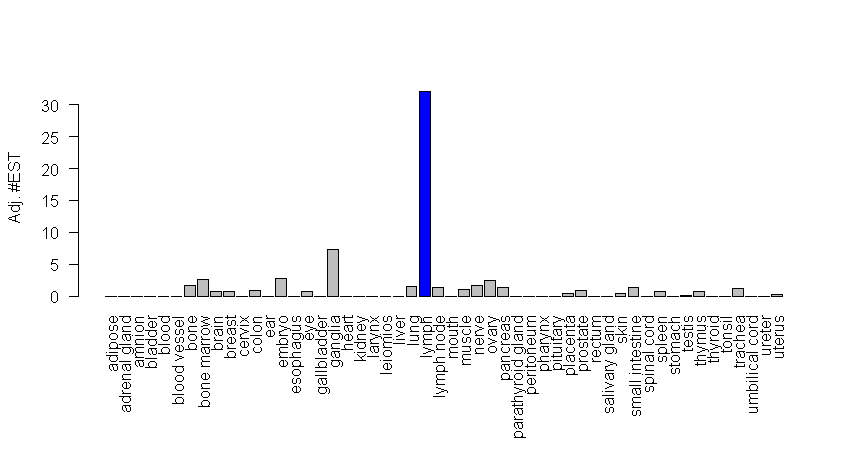 Adj. #EST
30
25
20
15
10
5
0
adipose
adrenal gland
amnion
bladder
blood
blood vessel
bone
bone marrow
brain
breast
cervix
colon
ear
embryo
esophagus
eye
gallbladder
ganglia
heart
kidney
larynx
leiomios
liver
lung
lymph
lymph node
mouth
muscle
nerve
ovary
pancreas
parathyroid gland
peritoneum
pharynx
pituitary
placenta
prostate
rectum
salivary gland
skin
small intestine
spinal cord
spleen
stomach
testis
thymus
thyroid
tonsil
trachea
umbilical cord
ureter
uterus